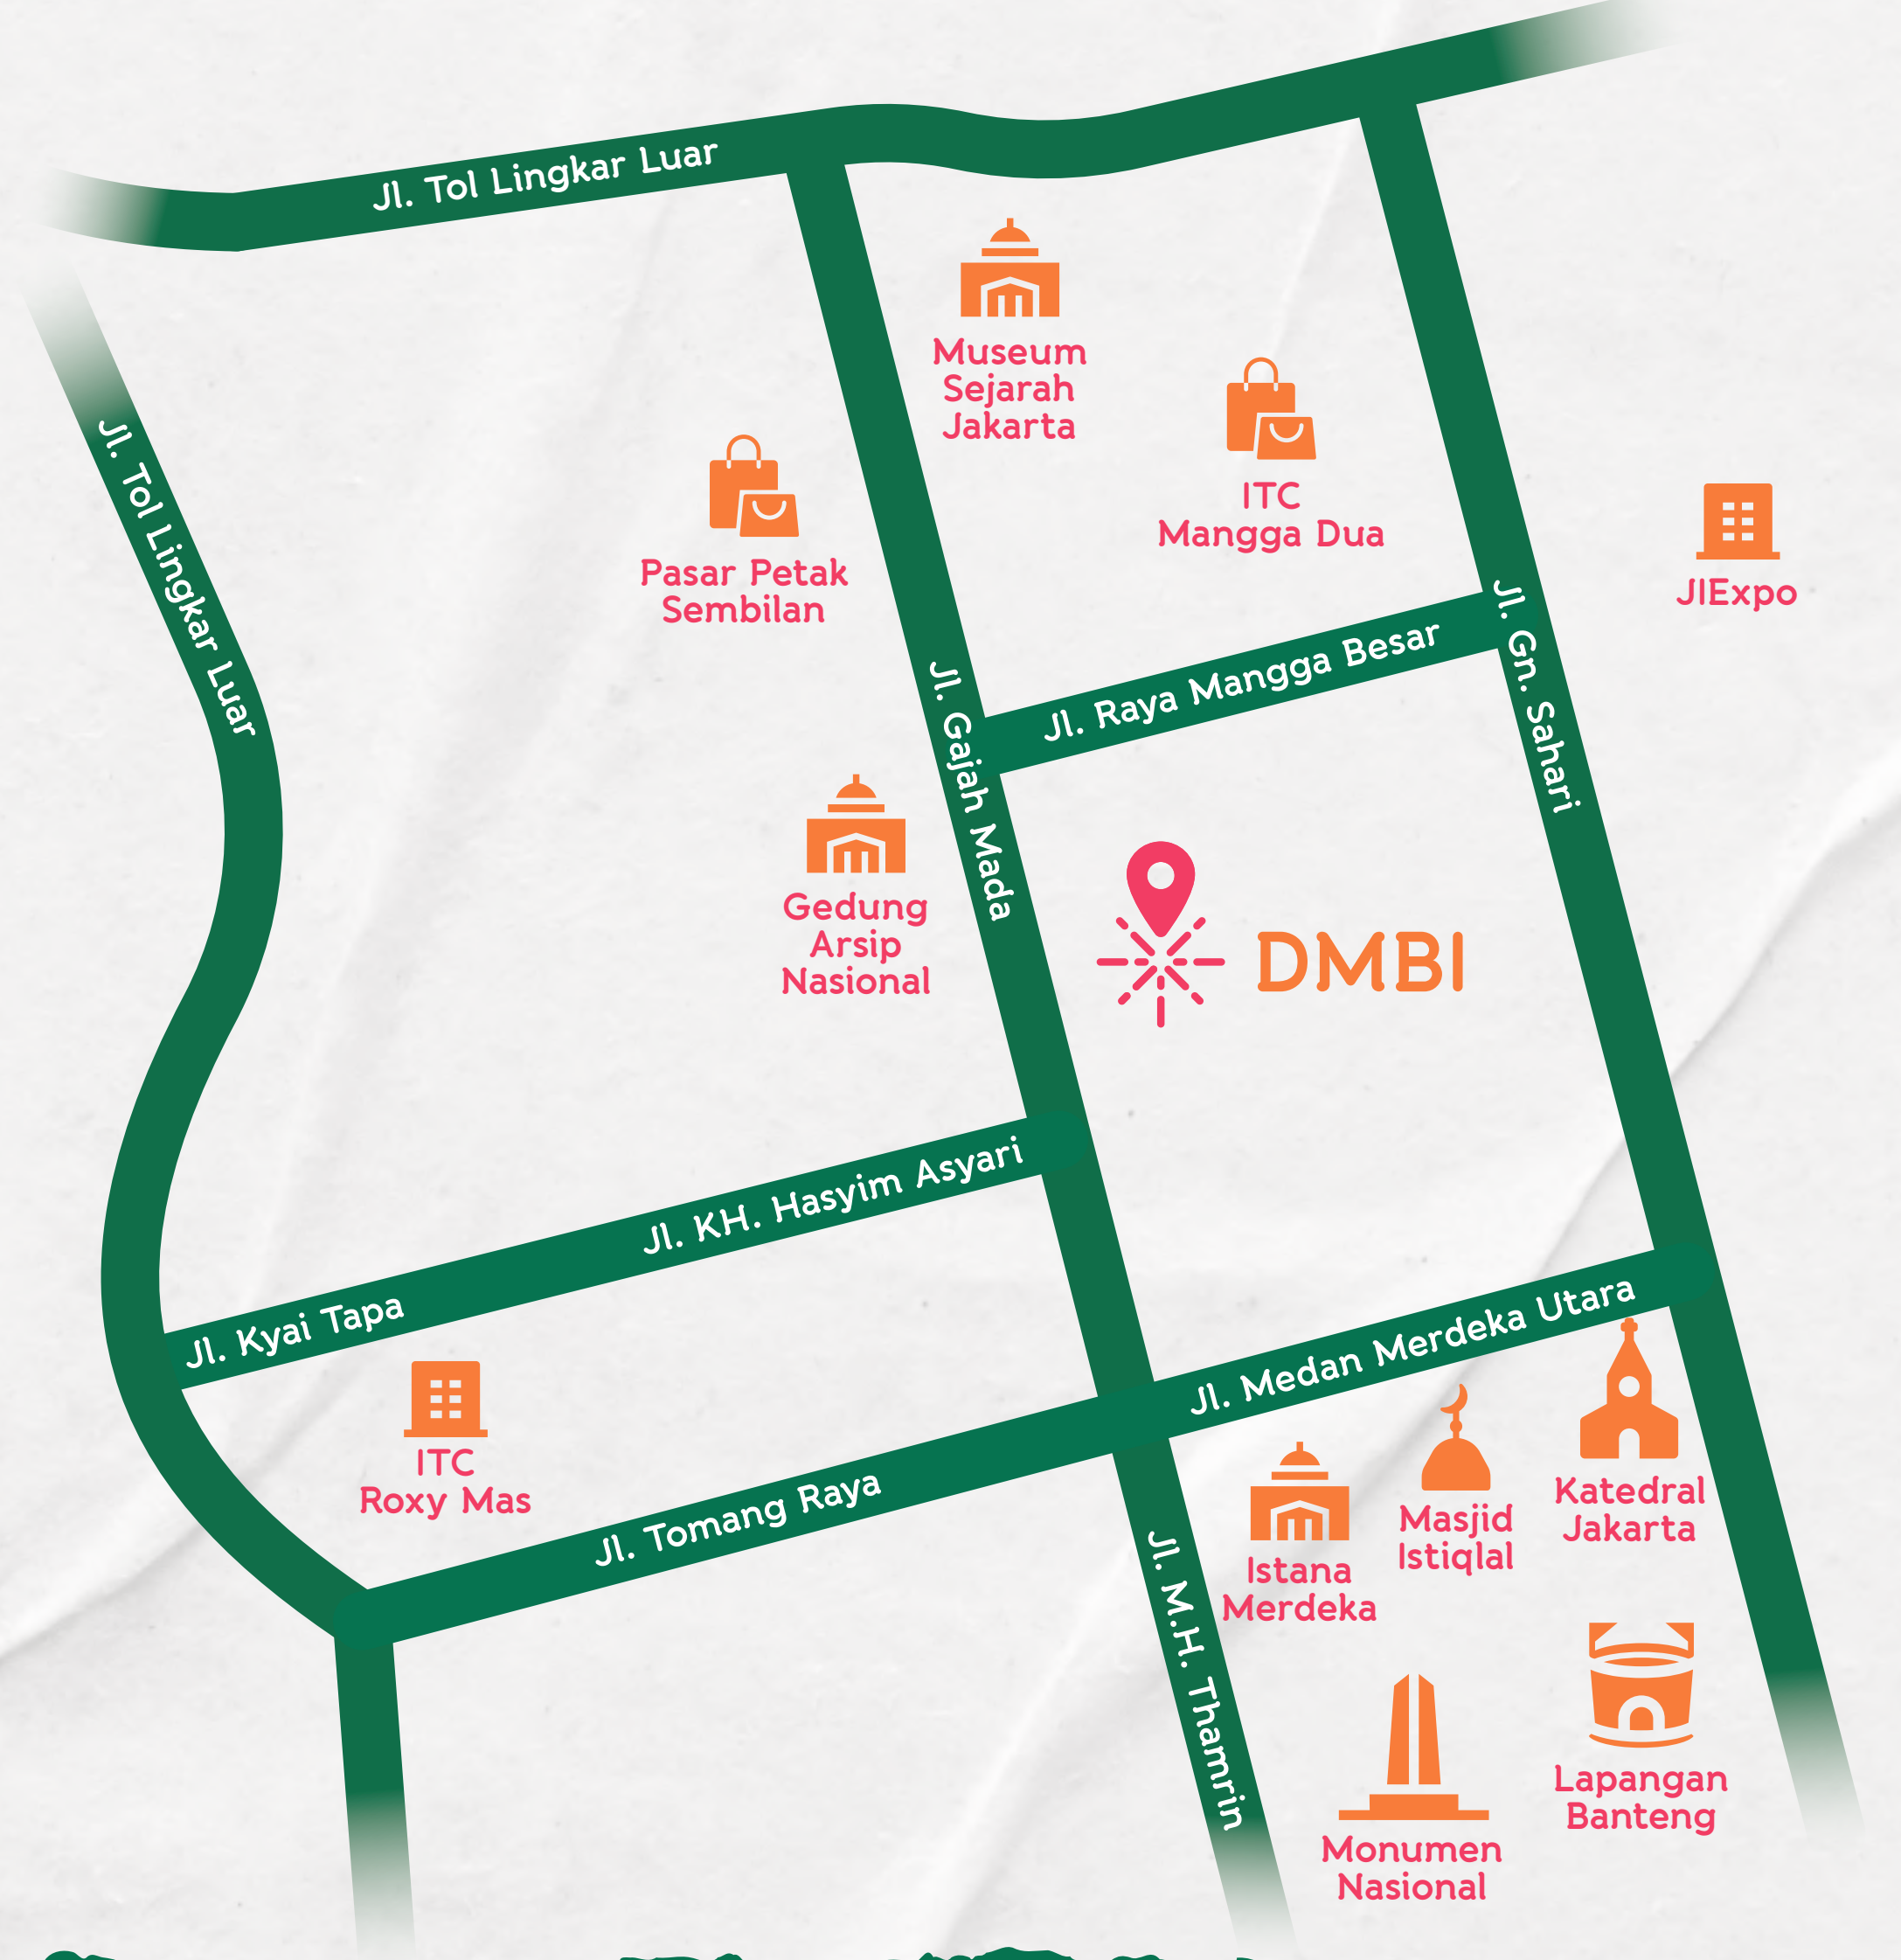 Jl. Tol Lingkar Luar
Museum
Sejarah
Jakarta
ITC
Mangga Dua
Jl. Tol Lingkar Luar
Pasar Petak
Sembilan
JIExpo
Jl. Gn. Sahari
Jl. Raya Mangga Besar
Jl. Gajah Mada
Gedung
Arsip
Nasional
DMBI
Jl. KH. Hasyim Asyari
Jl. Kyai Tapa
Jl. Medan Merdeka Utara
ITC
Roxy Mas
Jl. Tomang Raya
Katedral
Jakarta
Masjid
Istiqlal
Istana
Merdeka
Jl. M.H. Thamrin
Lapangan
Banteng
Monumen
Nasional